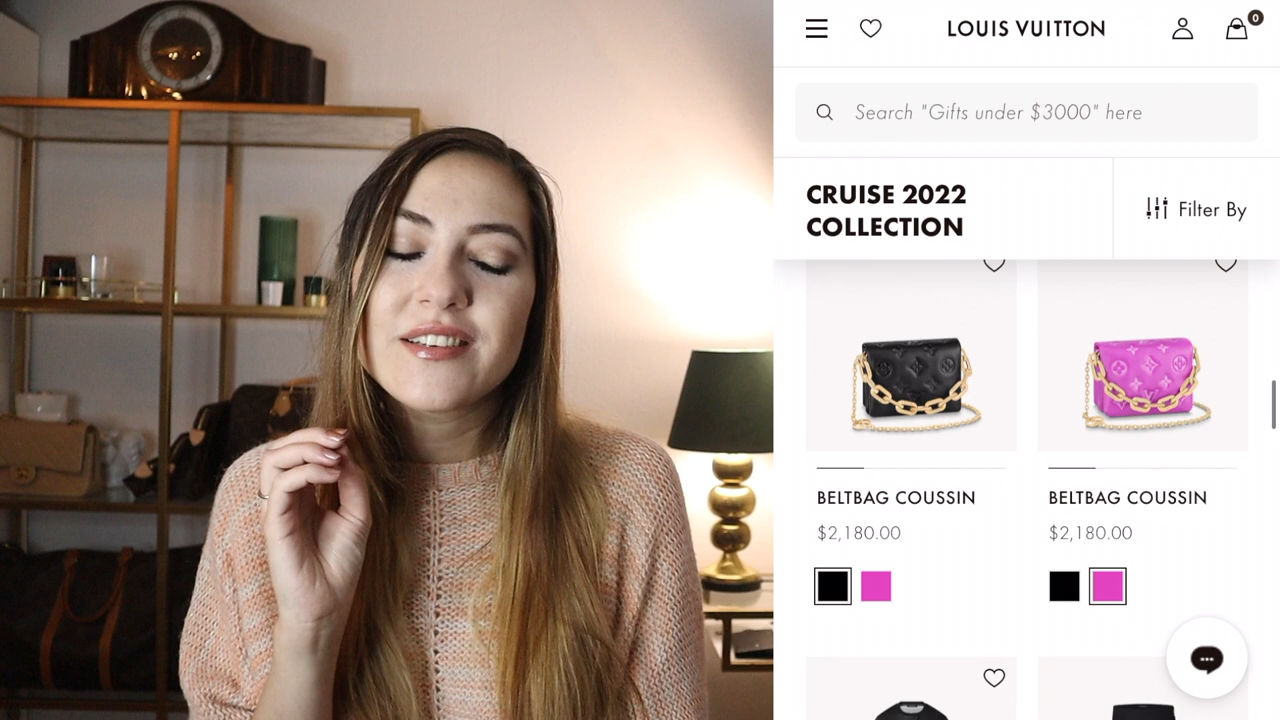 LOUIS VUITTON
0
Search "Gifts under $3000" here
CRUISE 2022
COLLECTION
Filter By
BELTBAG COUSSIN
$2,180.00
BELTBAG COUSSIN
$2,180.00